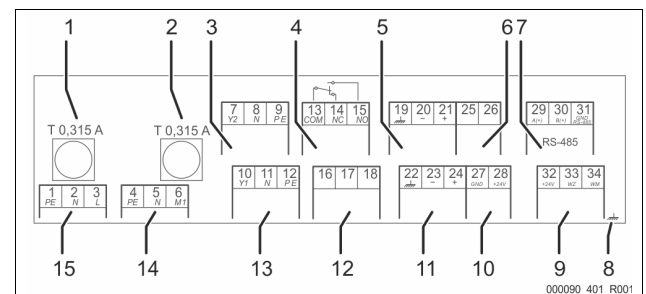 1 2 3 4 5 6 7
T 0,315 A T 0,315 A
7 8 9 13 14 15 19 20 21 25 26 29 30 31
Y2 N PE COM NC NO − + A(+) B(+) GND RS-485
RS-485
10 11 12 16 17 18 22 23 24 27 28 32 33 34
Y1 N PE − + GND +24V +24V WZ WM
1 2 3 4 5 6
PE N L PE N M1
15 14 13 12 11 10 9 8
000090 401 R001